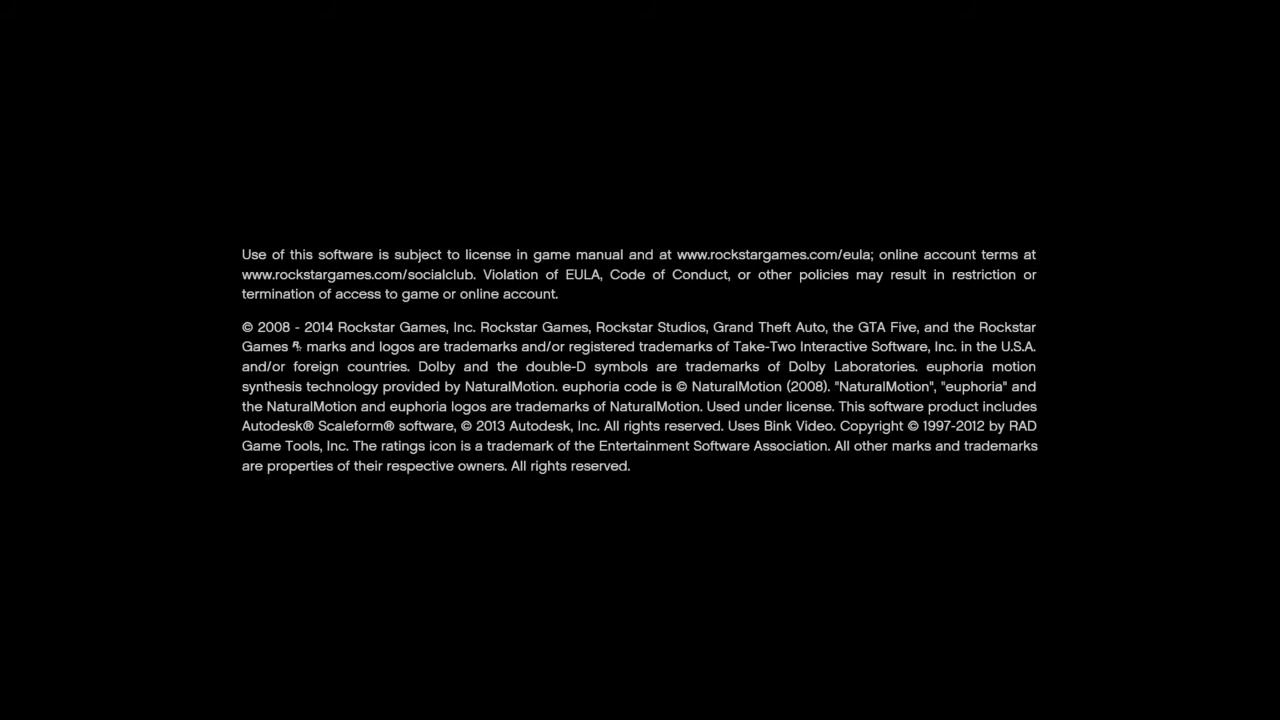 Use of this software is subject to license in game manual and at www.rockstargames.com/eula; online account terms at
www.rockstargames.com/socialclub. Violation of EULA, Code of Conduct, or other policies may result in restriction or
termination of access to game or online account.
© 2008 - 2014 Rockstar Games, Inc. Rockstar Games, Rockstar Studios, Grand Theft Auto, the GTA Five, and the Rockstar
Games R* marks and logos are trademarks and/or registered trademarks of Take-Two Interactive Software, Inc. in the U.S.A.
and/or foreign countries. Dolby and the double-D symbols are trademarks of Dolby Laboratories. euphoria motion
synthesis technology provided by NaturalMotion. euphoria code is © NaturalMotion (2008). "NaturalMotion", "euphoria" and
the NaturalMotion and euphoria logos are trademarks of NaturalMotion. Used under license. This software product includes
Autodesk® Scaleform® software, © 2013 Autodesk, Inc. All rights reserved. Uses Bink Video. Copyright © 1997-2012 by RAD
Game Tools, Inc. The ratings icon is a trademark of the Entertainment Software Association. All other marks and trademarks
are properties of their respective owners. All rights reserved.